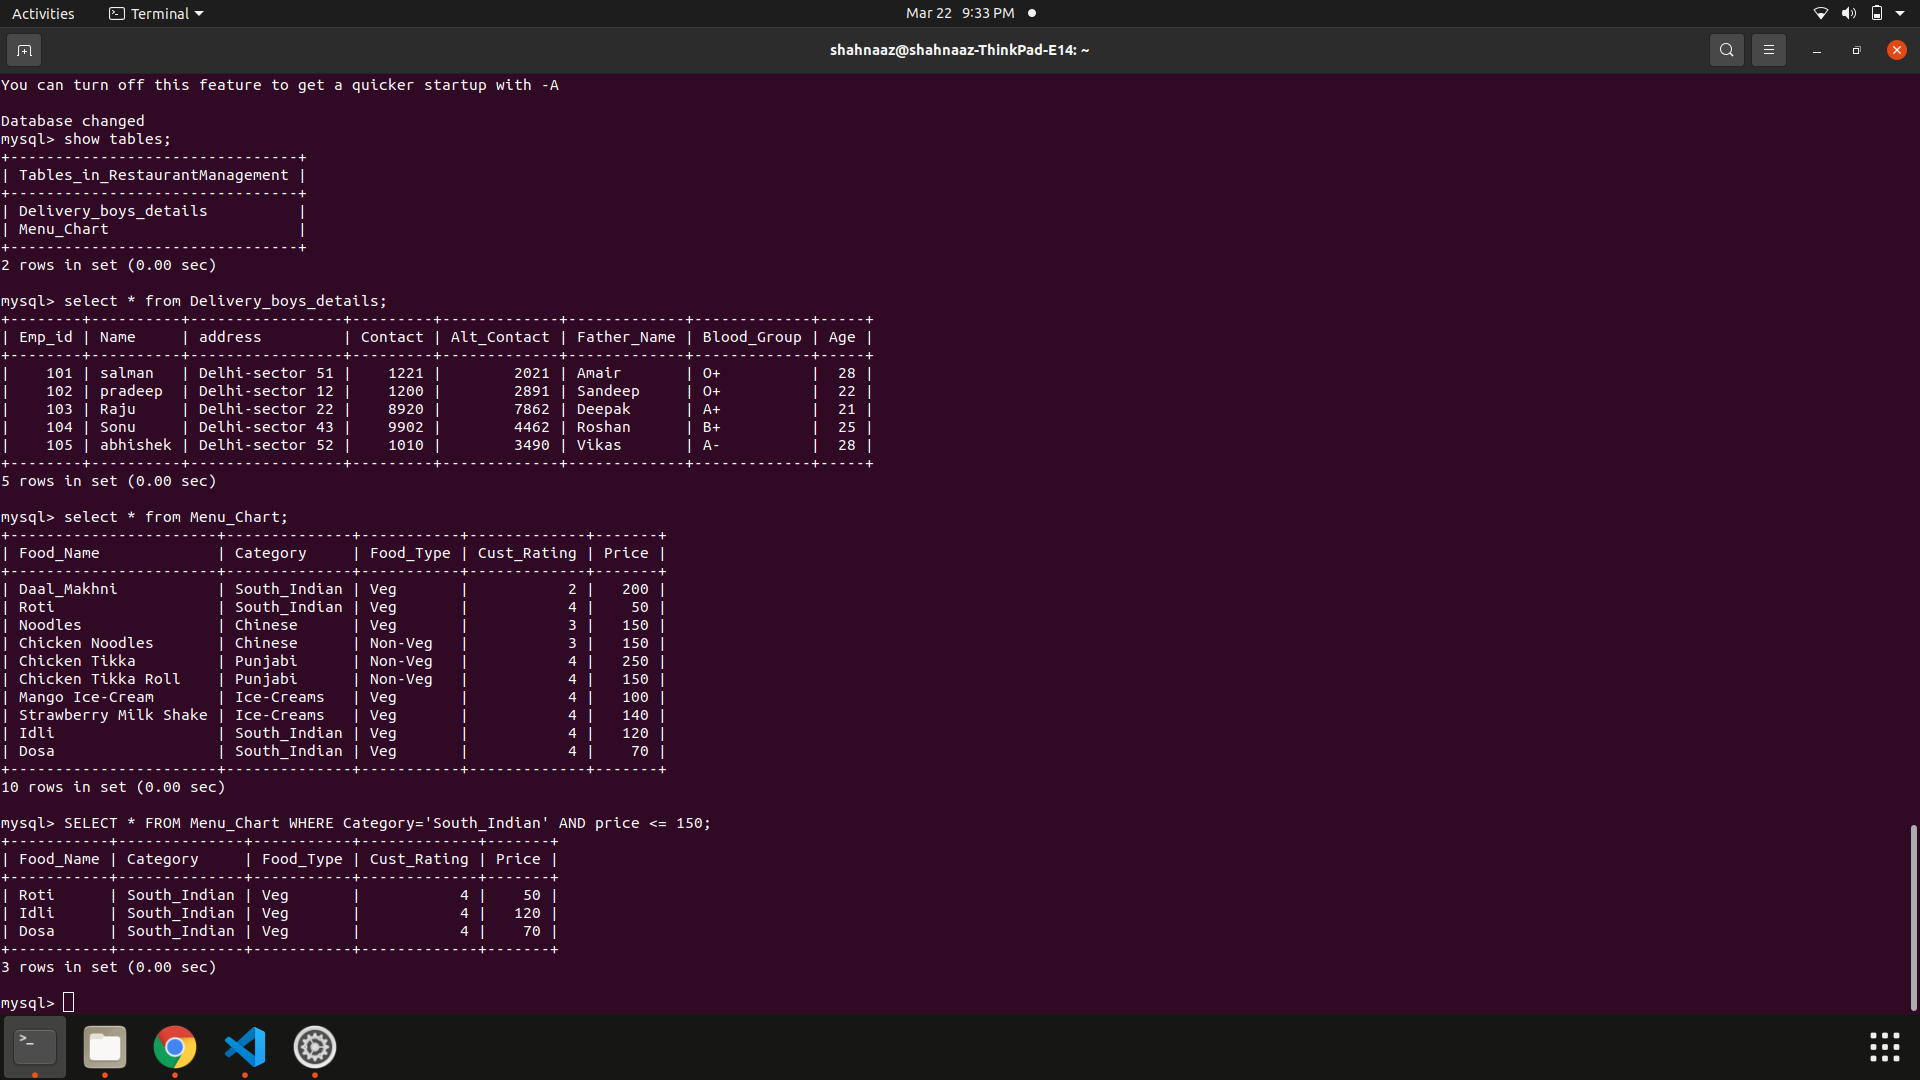 Activities Terminal Mar 22 9:33 PM
shahnaaz@shahnaaz-ThinkPad-E14: ~
You can turn off this feature to get a quicker startup with -A
Database changed
mysql> show tables;
+--------------------------------+
| Tables_in_RestaurantManagement |
+--------------------------------+
| Delivery_boys_details          |
| Menu_Chart                     |
+--------------------------------+
2 rows in set (0.00 sec)
mysql> select * from Delivery_boys_details;
+--------+----------+-----------------+---------+-------------+-------------+-------------+-----+
| Emp_id | Name     | address         | Contact | Alt_Contact | Father_Name | Blood_Group | Age |
+--------+----------+-----------------+---------+-------------+-------------+-------------+-----+
|    101 | salman   | Delhi-sector 51 |    1221 |        2021 | Amair       | O+          |  28 |
|    102 | pradeep  | Delhi-sector 12 |    1200 |        2891 | Sandeep     | O+          |  22 |
|    103 | Raju     | Delhi-sector 22 |    8920 |        7862 | Deepak      | A+          |  21 |
|    104 | Sonu     | Delhi-sector 43 |    9902 |        4462 | Roshan      | B+          |  25 |
|    105 | abhishek | Delhi-sector 52 |    1010 |        3490 | Vikas       | A-          |  28 |
+--------+----------+-----------------+---------+-------------+-------------+-------------+-----+
5 rows in set (0.00 sec)
mysql> select * from Menu_Chart;
+-----------------------+--------------+-----------+-------------+-------+
| Food_Name             | Category     | Food_Type | Cust_Rating | Price |
+-----------------------+--------------+-----------+-------------+-------+
| Daal_Makhni           | South_Indian | Veg       |           2 |   200 |
| Roti                  | South_Indian | Veg       |           4 |    50 |
| Noodles               | Chinese      | Veg       |           3 |   150 |
| Chicken Noodles       | Chinese      | Non-Veg   |           3 |   150 |
| Chicken Tikka         | Punjabi      | Non-Veg   |           4 |   250 |
| Chicken Tikka Roll    | Punjabi      | Non-Veg   |           4 |   150 |
| Mango Ice-Cream       | Ice-Creams   | Veg       |           4 |   100 |
| Strawberry Milk Shake | Ice-Creams   | Veg       |           4 |   140 |
| Idli                  | South_Indian | Veg       |           4 |   120 |
| Dosa                  | South_Indian | Veg       |           4 |    70 |
+-----------------------+--------------+-----------+-------------+-------+
10 rows in set (0.00 sec)
mysql> SELECT * FROM Menu_Chart WHERE Category='South_Indian' AND price <= 150;
+-----------+--------------+-----------+-------------+-------+
| Food_Name | Category     | Food_Type | Cust_Rating | Price |
+-----------+--------------+-----------+-------------+-------+
| Roti      | South_Indian | Veg       |           4 |    50 |
| Idli      | South_Indian | Veg       |           4 |   120 |
| Dosa      | South_Indian | Veg       |           4 |    70 |
+-----------+--------------+-----------+-------------+-------+
3 rows in set (0.00 sec)
mysql>